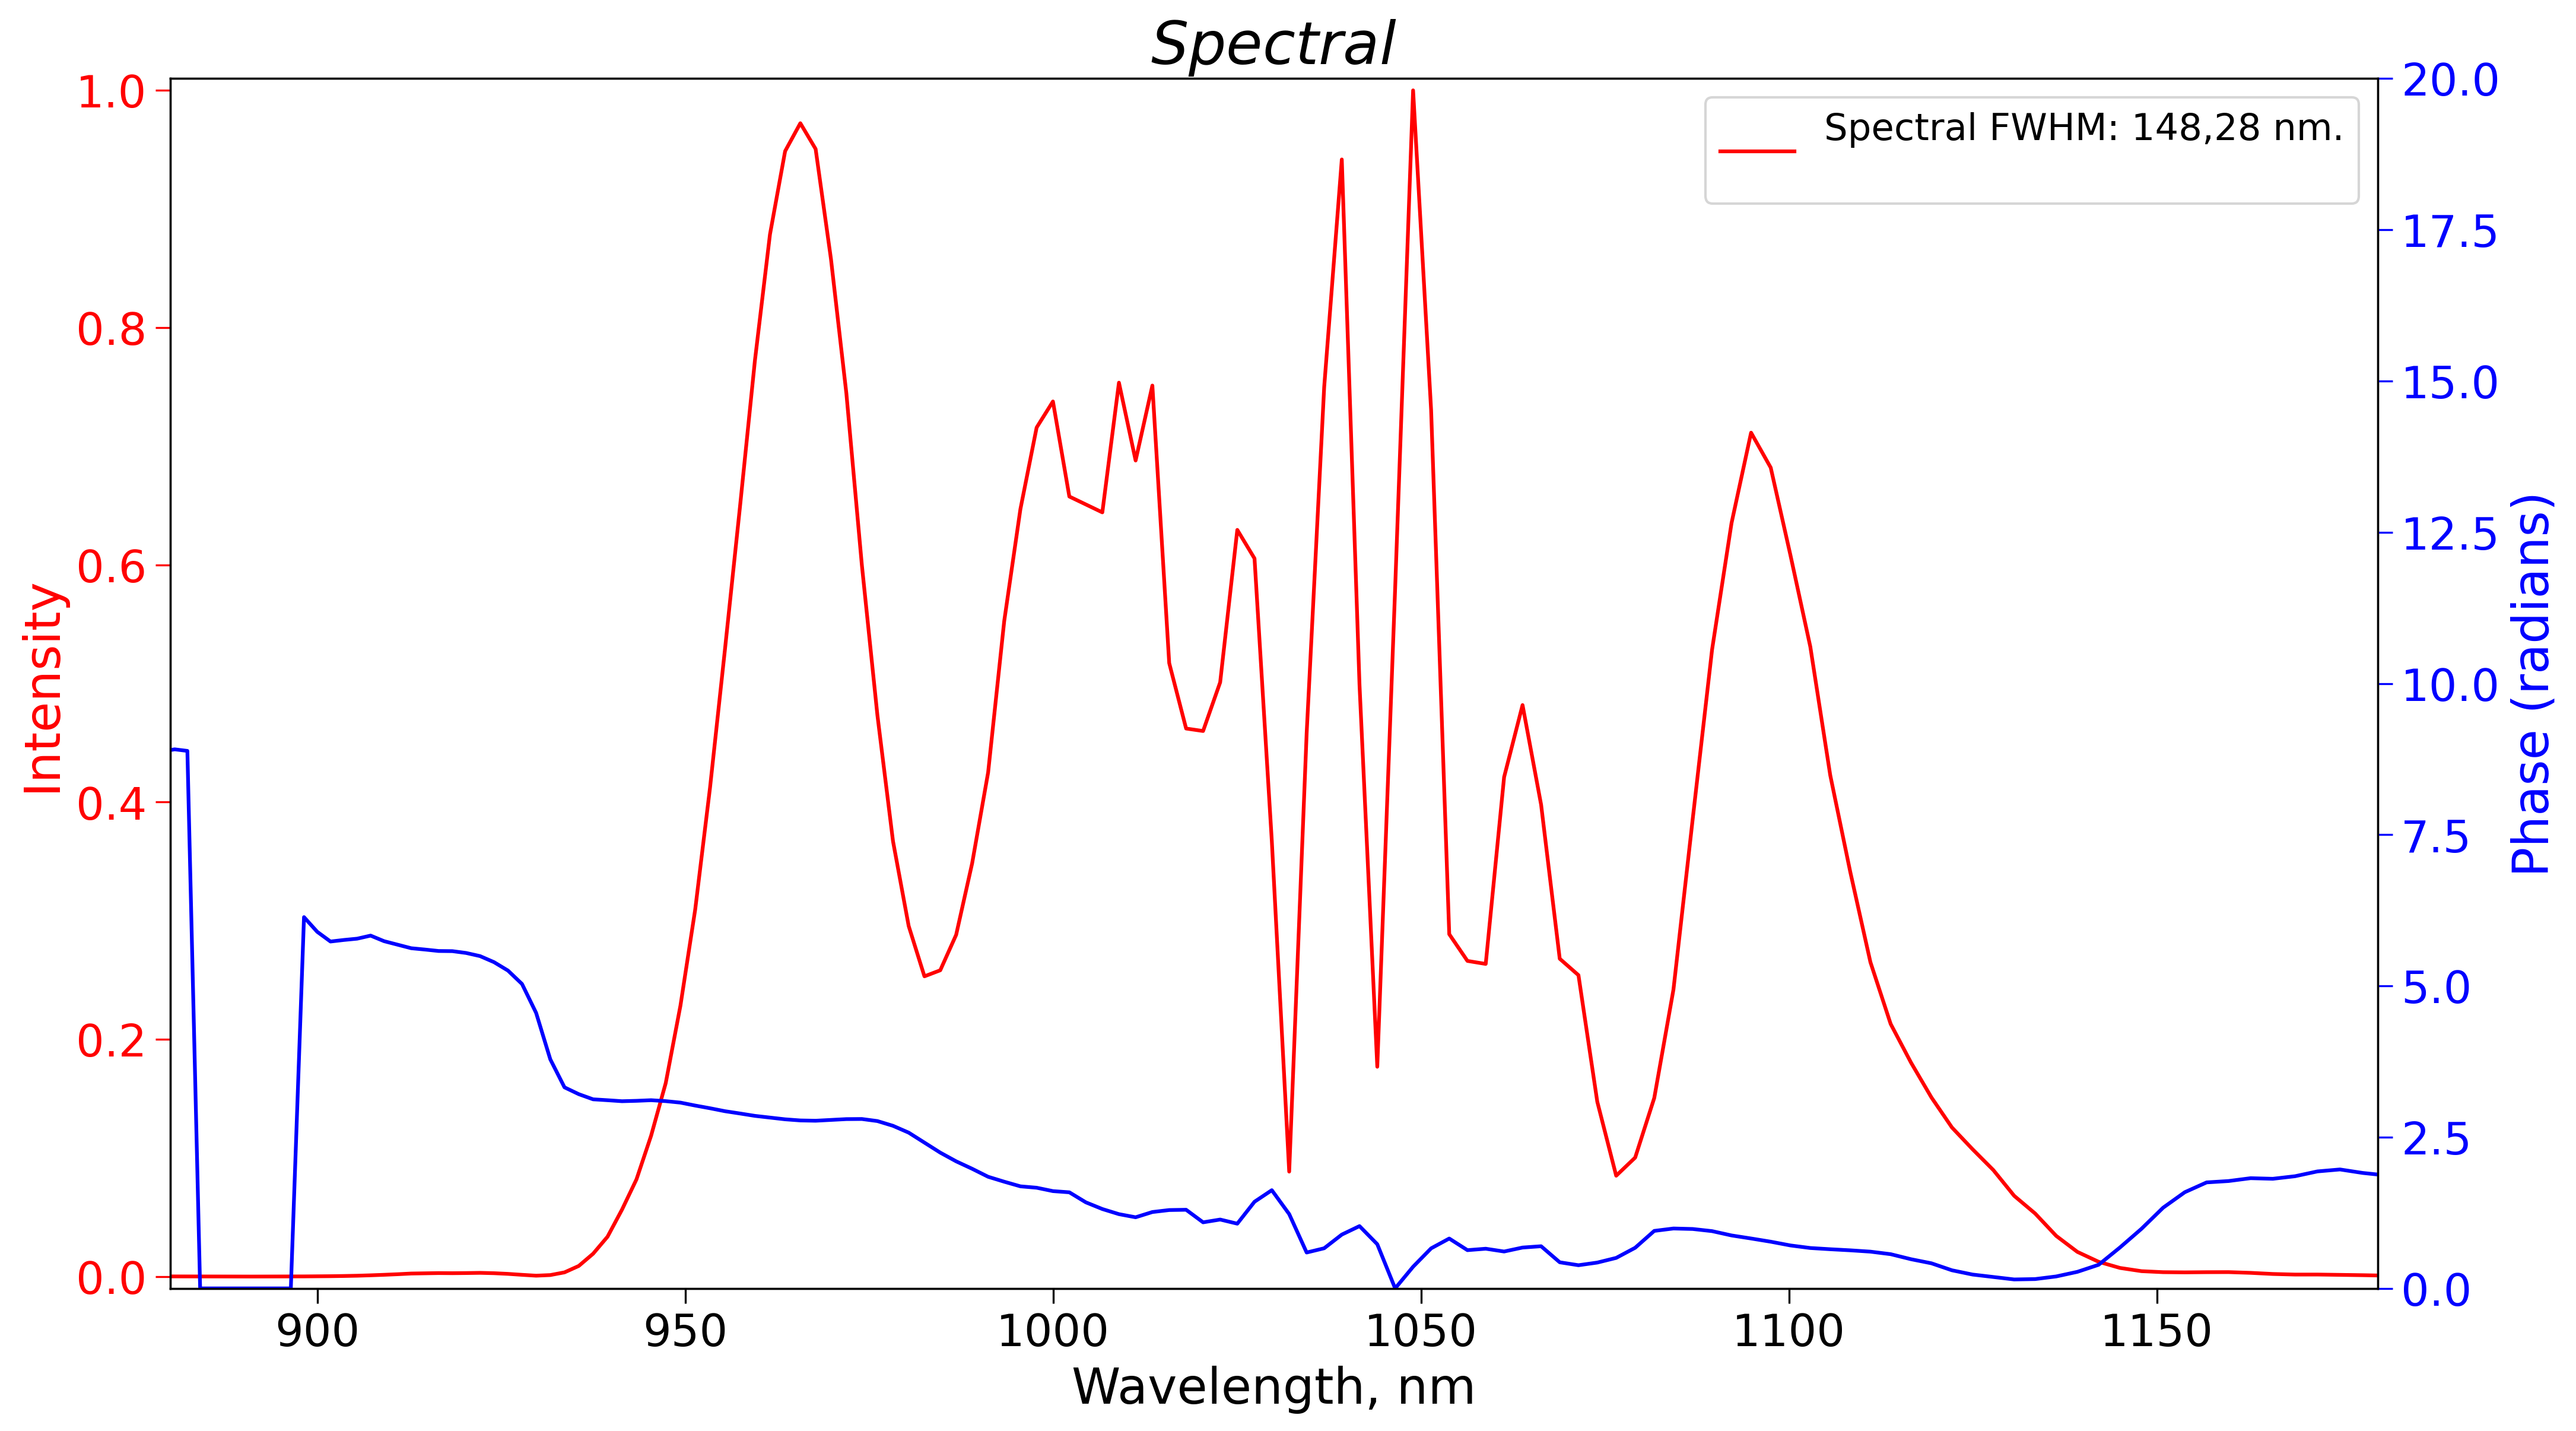 Spectral
Spectral FWHM: 148,28 nm.
Intensity
1.0
0.8
0.6
0.4
0.2
0.0
20.0
17.5
15.0
12.5
10.0
7.5
5.0
2.5
0.0
Phase (radians)
900 950 1000 1050 1100 1150
Wavelength, nm